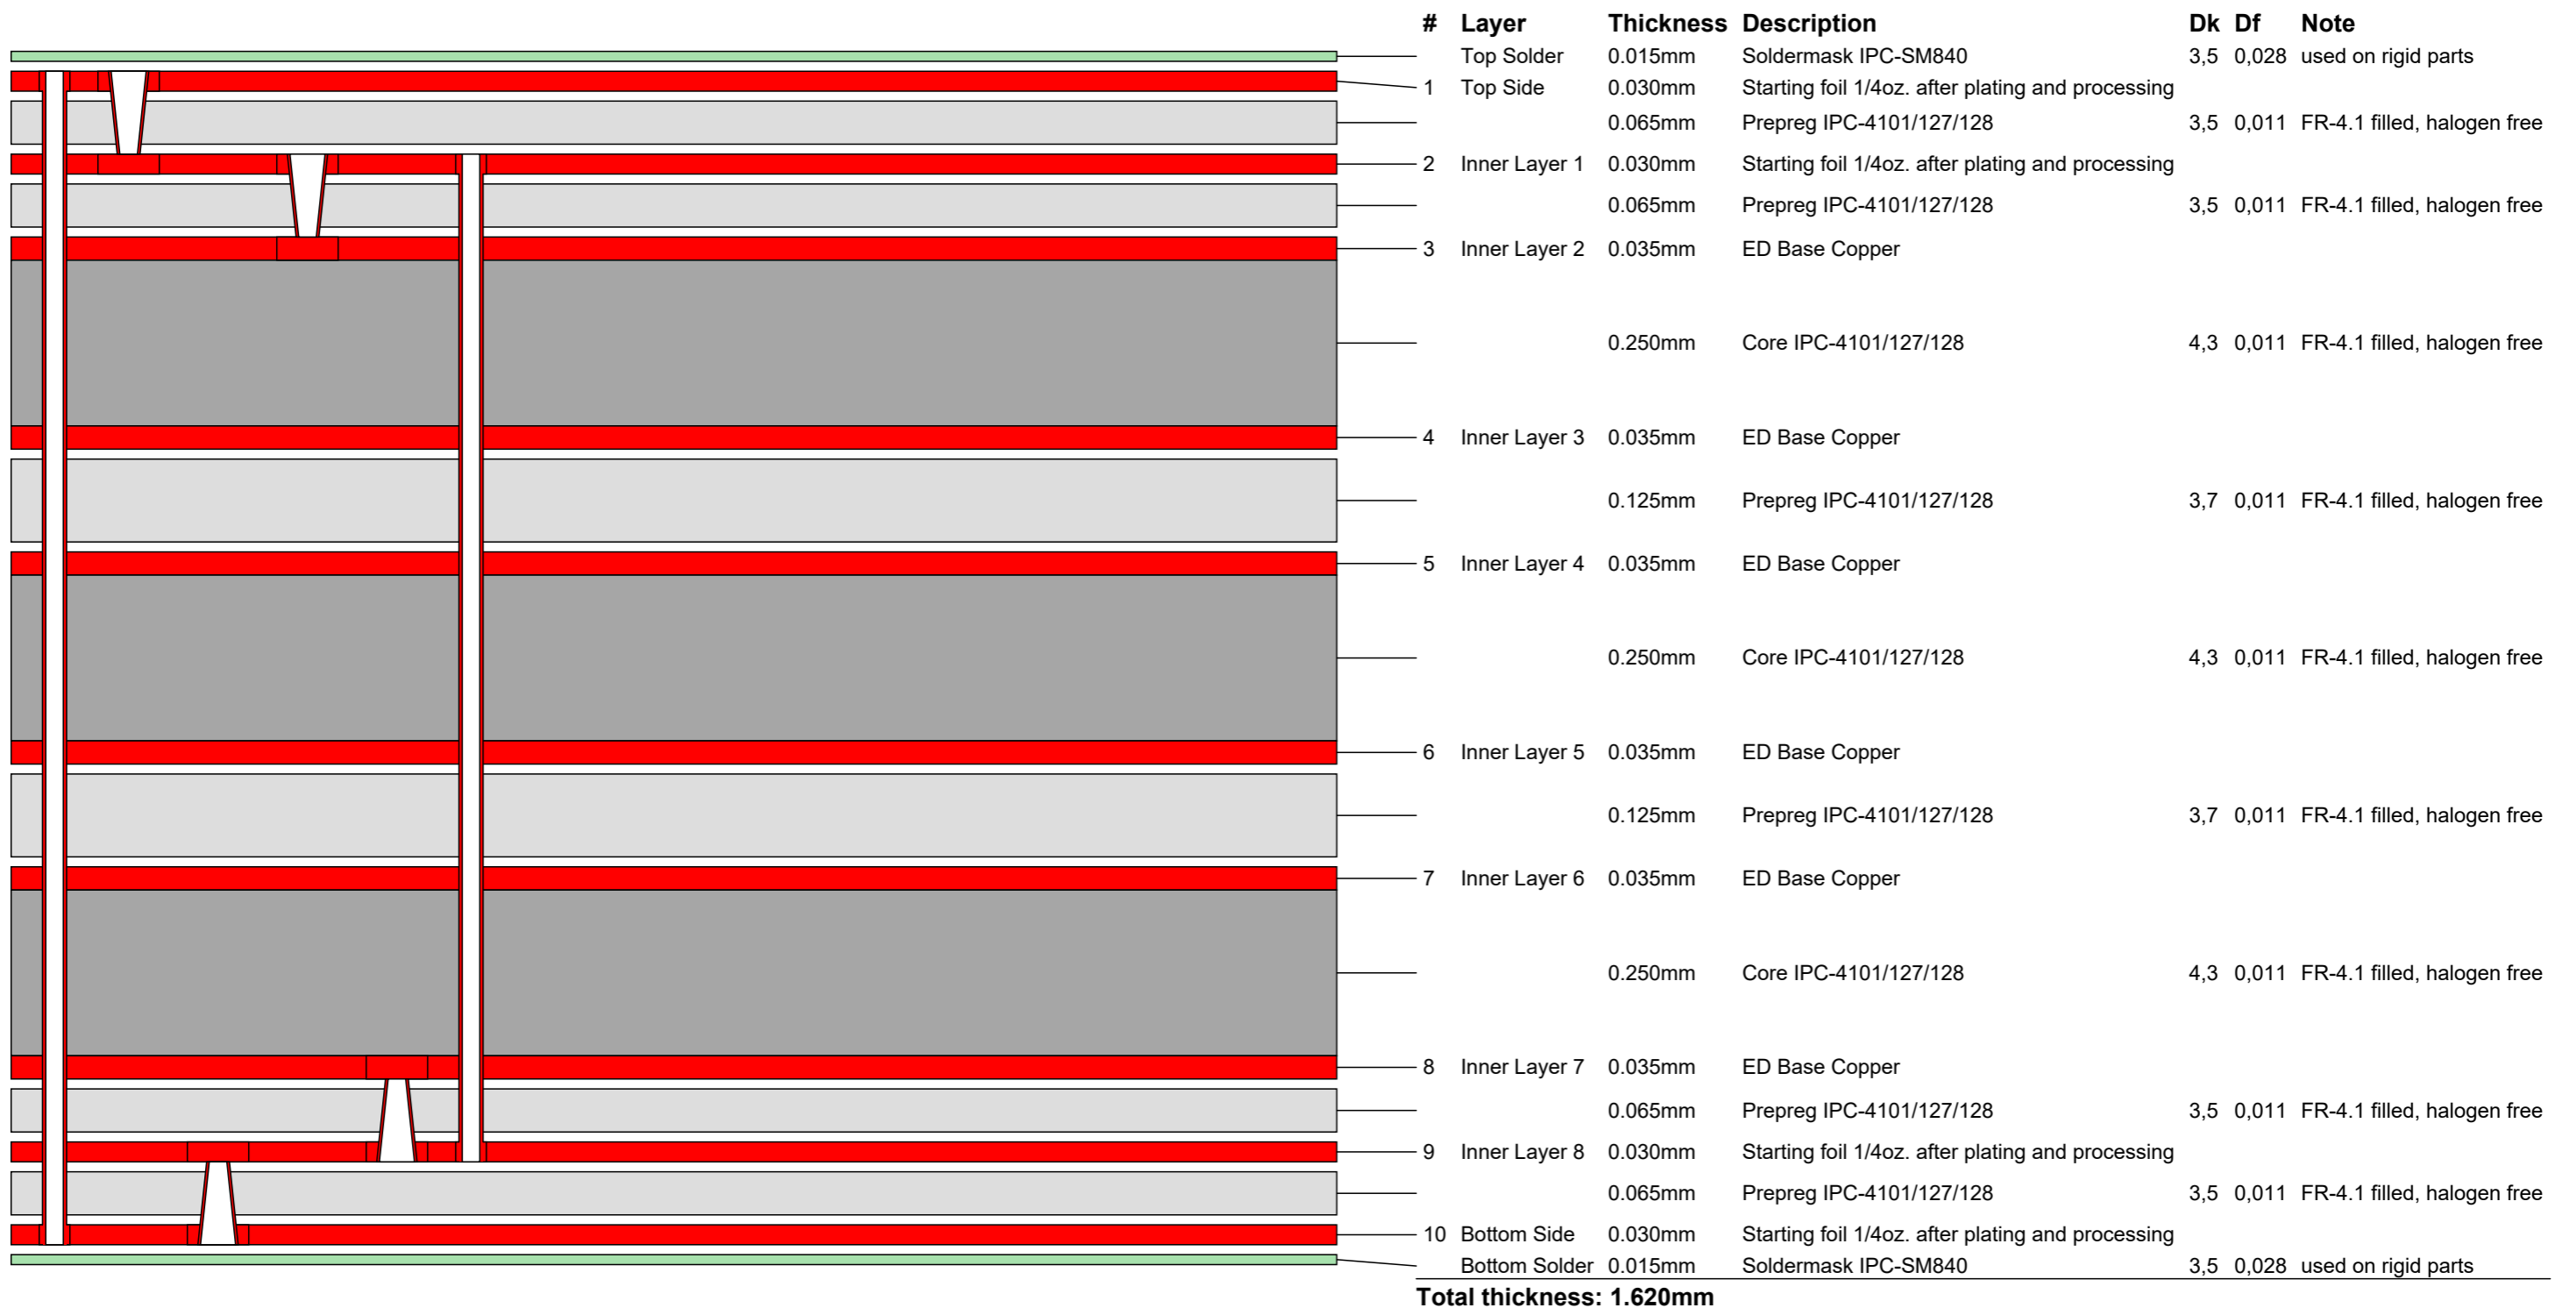 # Layer Thickness Description Dk Df Note
Top Solder 0.015mm Soldermask IPC-SM840 3,5 0,028 used on rigid parts
1 Top Side 0.030mm Starting foil 1/4oz. after plating and processing
0.065mm Prepreg IPC-4101/127/128 3,5 0,011 FR-4.1 filled, halogen free
2 Inner Layer 1 0.030mm Starting foil 1/4oz. after plating and processing
0.065mm Prepreg IPC-4101/127/128 3,5 0,011 FR-4.1 filled, halogen free
3 Inner Layer 2 0.035mm ED Base Copper
0.250mm Core IPC-4101/127/128 4,3 0,011 FR-4.1 filled, halogen free
4 Inner Layer 3 0.035mm ED Base Copper
0.125mm Prepreg IPC-4101/127/128 3,7 0,011 FR-4.1 filled, halogen free
5 Inner Layer 4 0.035mm ED Base Copper
0.250mm Core IPC-4101/127/128 4,3 0,011 FR-4.1 filled, halogen free
6 Inner Layer 5 0.035mm ED Base Copper
0.125mm Prepreg IPC-4101/127/128 3,7 0,011 FR-4.1 filled, halogen free
7 Inner Layer 6 0.035mm ED Base Copper
0.250mm Core IPC-4101/127/128 4,3 0,011 FR-4.1 filled, halogen free
8 Inner Layer 7 0.035mm ED Base Copper
0.065mm Prepreg IPC-4101/127/128 3,5 0,011 FR-4.1 filled, halogen free
9 Inner Layer 8 0.030mm Starting foil 1/4oz. after plating and processing
0.065mm Prepreg IPC-4101/127/128 3,5 0,011 FR-4.1 filled, halogen free
10 Bottom Side 0.030mm Starting foil 1/4oz. after plating and processing
Bottom Solder 0.015mm Soldermask IPC-SM840 3,5 0,028 used on rigid parts
Total thickness: 1.620mm